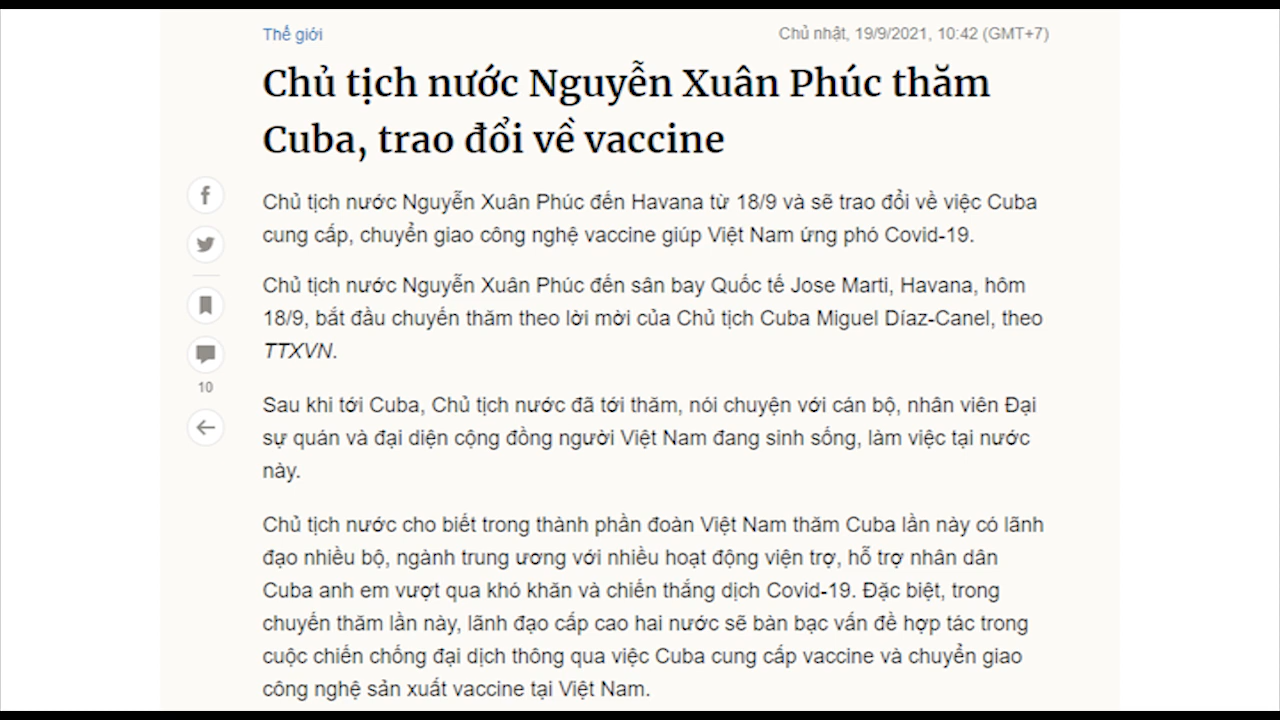 Thế giới
Chủ nhật, 19/9/2021, 10:42 (GMT+7)
Chủ tịch nước Nguyễn Xuân Phúc thăm
Cuba, trao đổi về vaccine
Chủ tịch nước Nguyễn Xuân Phúc đến Havana từ 18/9 và sẽ trao đổi về việc Cuba
cung cấp, chuyển giao công nghệ vaccine giúp Việt Nam ứng phó Covid-19.
Chủ tịch nước Nguyễn Xuân Phúc đến sân bay Quốc tế Jose Marti, Havana, hôm
18/9, bắt đầu chuyến thăm theo lời mời của Chủ tịch Cuba Miguel Díaz-Canel, theo
TTXVN.
10
Sau khi tới Cuba, Chủ tịch nước đã tới thăm, nói chuyện với cán bộ, nhân viên Đại
sự quán và đại diện cộng đồng người Việt Nam đang sinh sống, làm việc tại nước
này.
Chủ tịch nước cho biết trong thành phần đoàn Việt Nam thăm Cuba lần này có lãnh
đạo nhiều bộ, ngành trung ương với nhiều hoạt động viện trợ, hỗ trợ nhân dân
Cuba anh em vượt qua khó khăn và chiến thắng dịch Covid-19. Đặc biệt, trong
chuyến thăm lần này, lãnh đạo cấp cao hai nước sẽ bàn bạc vấn đề hợp tác trong
cuộc chiến chống đại dịch thông qua việc Cuba cung cấp vaccine và chuyển giao
công nghệ sản xuất vaccine tại Việt Nam.